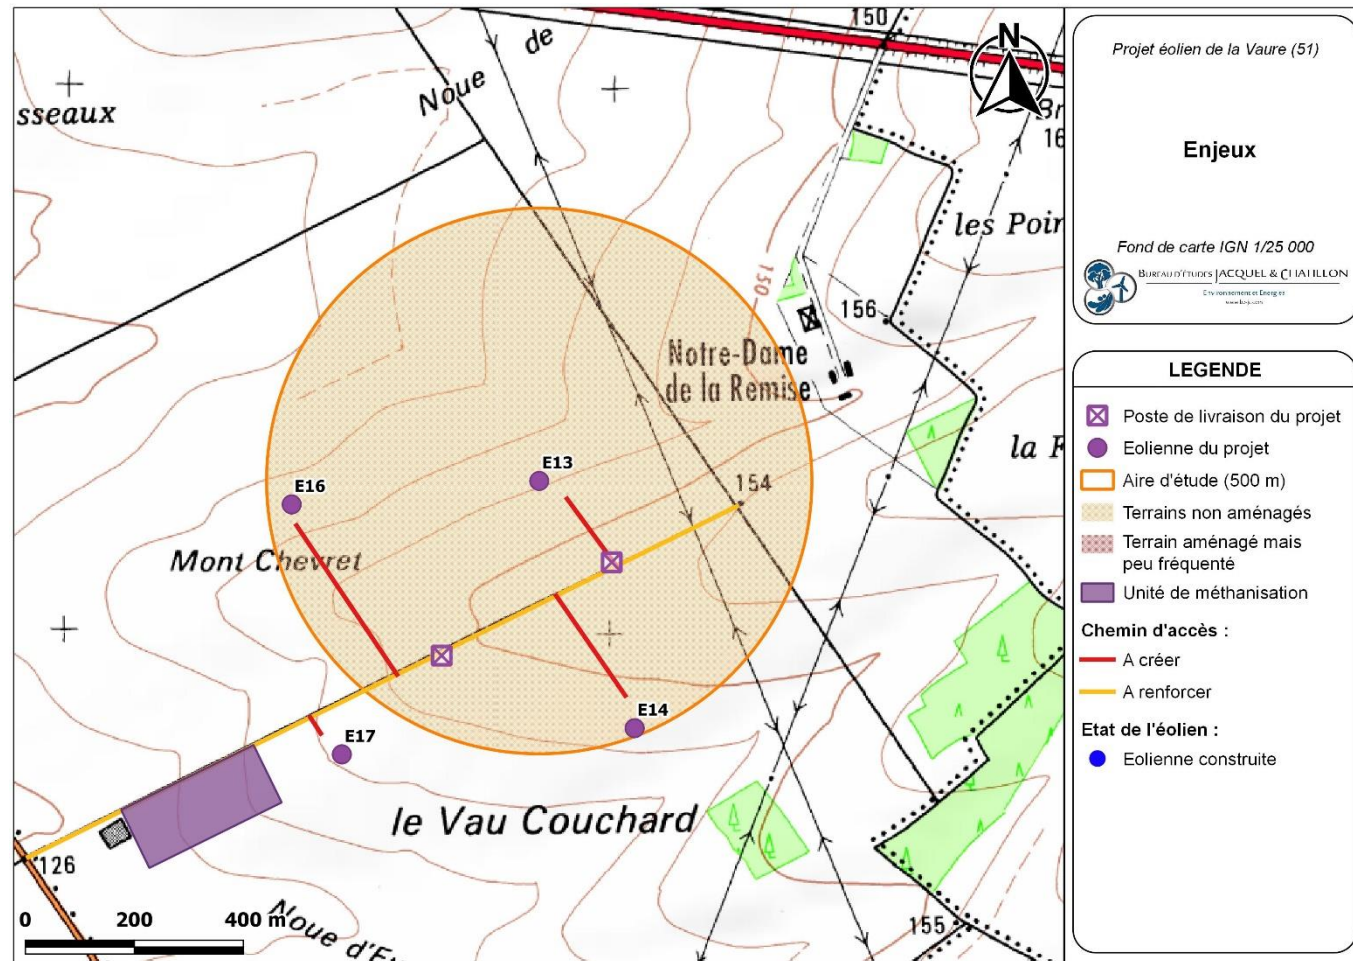 150
N
de
Noue
sseaux
Br
16
les Poir
150
156
Notre-Dame
de la Remise
la F
E13
154
E16
Mont Chevret
E14
E17
le Vau Couchard
126
155
0 200 400 m
Noue d'E
Projet éolien de la Vaure (51)
Enjeux
Fond de carte IGN 1/25 000
BUREAU D'ÉTUDES JACQUEL & CHATILLON
Environnement et Energies
LEGENDE
Poste de livraison du projet
Eolienne du projet
Aire d'étude (500 m)
Terrains non aménagés
Terrain aménagé mais
peu fréquenté
Unité de méthanisation
Chemin d'accès :
A créer
A renforcer
Etat de l'éolien :
Eolienne construite